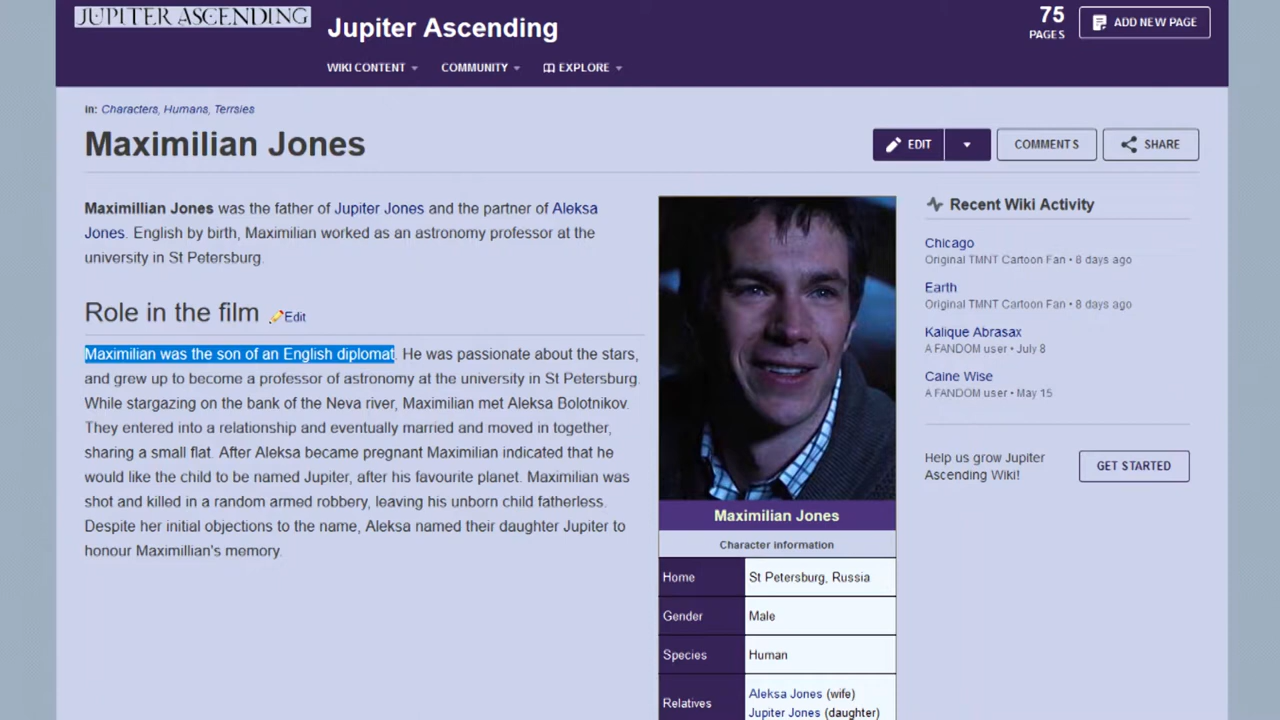 JUPITER ASCENDING
Jupiter Ascending
75
PAGES
ADD NEW PAGE
WIKI CONTENT
COMMUNITY
EXPLORE
in: Characters, Humans, Terrsies
Maximilian Jones
EDIT
COMMENTS
SHARE
Maximillian Jones was the father of Jupiter Jones and the partner of Aleksa
Jones. English by birth, Maximilian worked as an astronomy professor at the
university in St Petersburg.
Role in the film Edit
Maximilian was the son of an English diplomat. He was passionate about the stars,
and grew up to become a professor of astronomy at the university in St Petersburg.
While stargazing on the bank of the Neva river, Maximilian met Aleksa Bolotnikov.
They entered into a relationship and eventually married and moved in together,
sharing a small flat. After Aleksa became pregnant Maximilian indicated that he
would like the child to be named Jupiter, after his favourite planet. Maximilian was
shot and killed in a random armed robbery, leaving his unborn child fatherless.
Despite her initial objections to the name, Aleksa named their daughter Jupiter to
honour Maximillian's memory.
Maximilian Jones
Character information
Home St Petersburg, Russia
Gender Male
Species Human
Relatives Aleksa Jones (wife)
Jupiter Jones (daughter)
Recent Wiki Activity
Chicago
Original TMNT Cartoon Fan • 8 days ago
Earth
Original TMNT Cartoon Fan • 8 days ago
Kalique Abrasax
A FANDOM user • July 8
Caine Wise
A FANDOM user • May 15
Help us grow Jupiter
Ascending Wiki!
GET STARTED